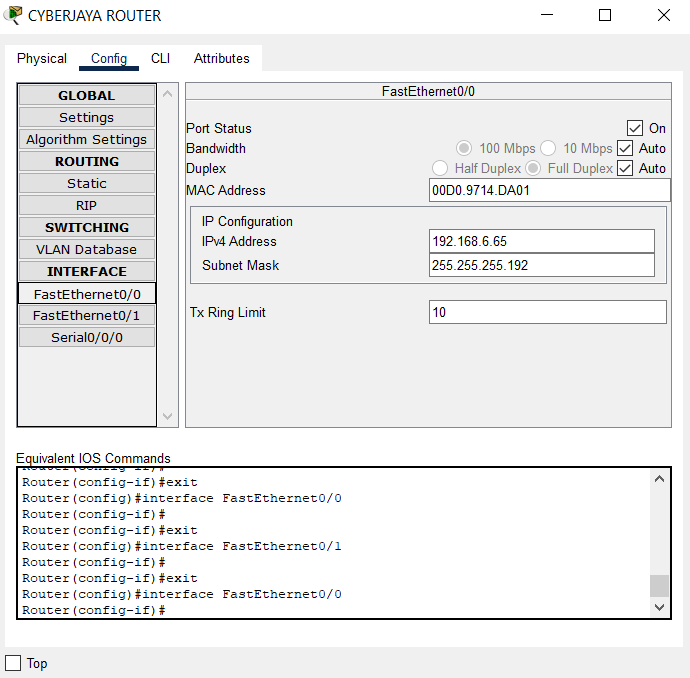 CYBERJAYA ROUTER
Physical Config CLI Attributes
GLOBAL
Settings
Algorithm Settings
ROUTING
Static
RIP
SWITCHING
VLAN Database
INTERFACE
FastEthernet0/0
FastEthernet0/1
Serial0/0/0
FastEthernet0/0
Port Status On
Bandwidth 100 Mbps 10 Mbps Auto
Duplex Half Duplex Full Duplex Auto
MAC Address 00D0.9714.DA01
IP Configuration
IPv4 Address 192.168.6.65
Subnet Mask 255.255.255.192
Tx Ring Limit 10
Equivalent IOS Commands
Router(config-if)#
Router(config-if)#exit
Router(config)#interface FastEthernet0/0
Router(config-if)#
Router(config-if)#exit
Router(config)#interface FastEthernet0/1
Router(config-if)#
Router(config-if)#exit
Router(config)#interface FastEthernet0/0
Router(config-if)#
Top